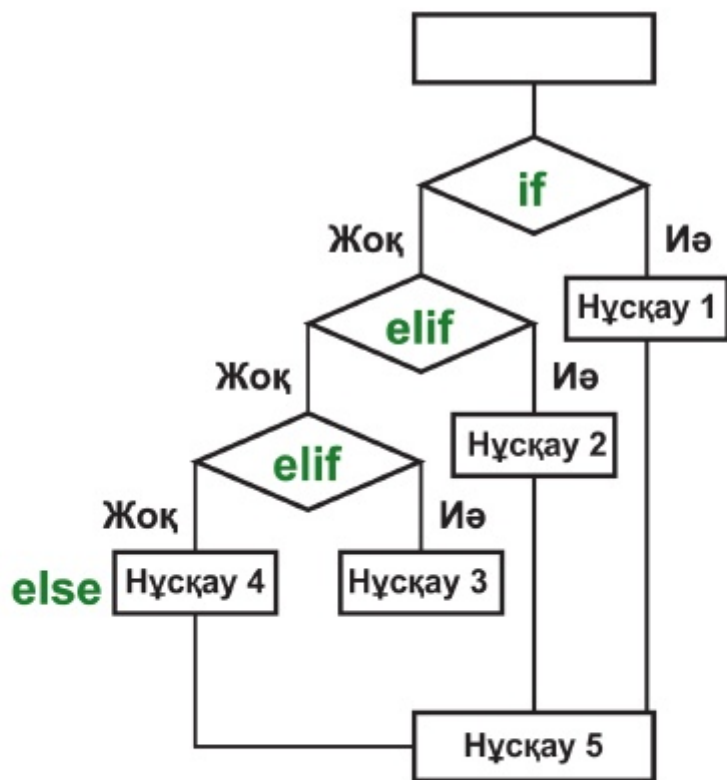 if
Жоқ
Иә
Нұсқау 1
elif
Жоқ
Иә
Нұсқау 2
elif
Жоқ
Иә
else
Нұсқау 4
Нұсқау 3
Нұсқау 5